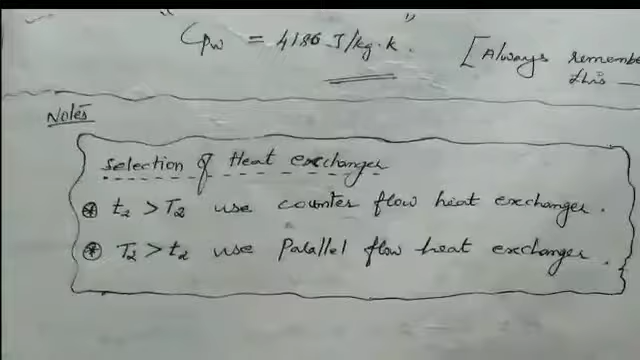 " Cpw = 4186 J/kg.k. "
[Always remembe
this
Notes
Selection of Heat exchanger
⊛ t₂ > T₂ use counter flow heat exchanger.
⊛ T₂ > t₂ use Parallel flow heat exchanger.